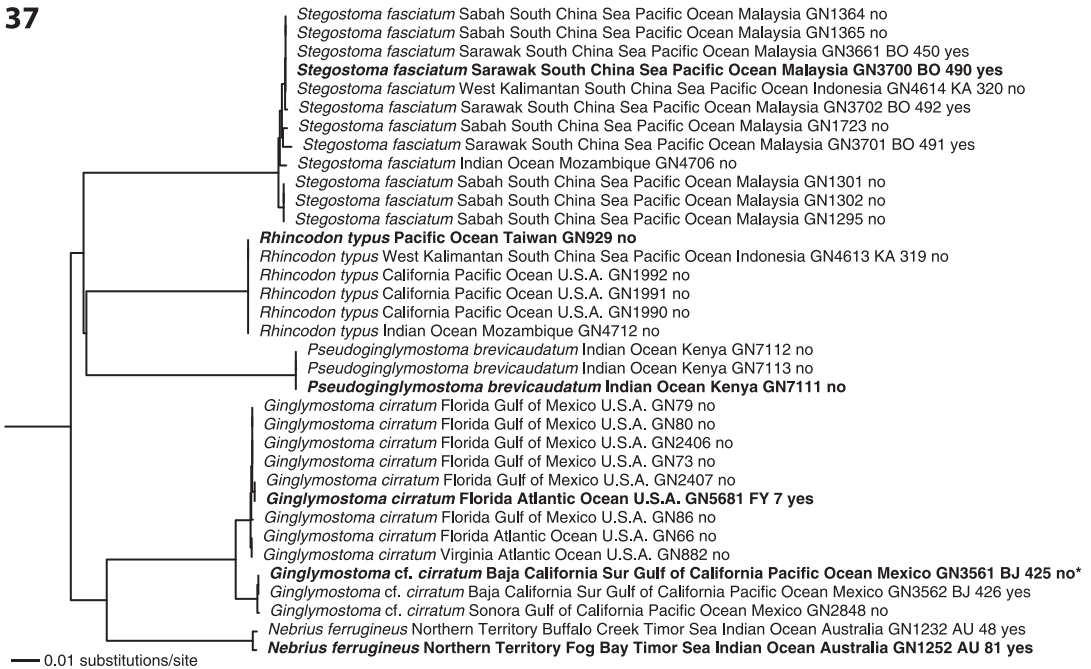 37
Stegostoma fasciatum Sabah South China Sea Pacific Ocean Malaysia GN1364 no
Stegostoma fasciatum Sabah South China Sea Pacific Ocean Malaysia GN1365 no
Stegostoma fasciatum Sarawak South China Sea Pacific Ocean Malaysia GN3661 BO 450 yes
Stegostoma fasciatum Sarawak South China Sea Pacific Ocean Malaysia GN3700 BO 490 yes
Stegostoma fasciatum West Kalimantan South China Sea Pacific Ocean Indonesia GN4614 KA 320 no
Stegostoma fasciatum Sarawak South China Sea Pacific Ocean Malaysia GN3702 BO 492 yes
Stegostoma fasciatum Sabah South China Sea Pacific Ocean Malaysia GN1723 no
Stegostoma fasciatum Sarawak South China Sea Pacific Ocean Malaysia GN3701 BO 491 yes
Stegostoma fasciatum Indian Ocean Mozambique GN4706 no
Stegostoma fasciatum Sabah South China Sea Pacific Ocean Malaysia GN1301 no
Stegostoma fasciatum Sabah South China Sea Pacific Ocean Malaysia GN1302 no
Stegostoma fasciatum Sabah South China Sea Pacific Ocean Malaysia GN1295 no
Rhincodon typus Pacific Ocean Taiwan GN929 no
Rhincodon typus West Kalimantan South China Sea Pacific Ocean Indonesia GN4613 KA 319 no
Rhincodon typus California Pacific Ocean U.S.A. GN1992 no
Rhincodon typus California Pacific Ocean U.S.A. GN1991 no
Rhincodon typus California Pacific Ocean U.S.A. GN1990 no
Rhincodon typus Indian Ocean Mozambique GN4712 no
Pseudoginglymostoma brevicaudatum Indian Ocean Kenya GN7112 no
Pseudoginglymostoma brevicaudatum Indian Ocean Kenya GN7113 no
Pseudoginglymostoma brevicaudatum Indian Ocean Kenya GN7111 no
Ginglymostoma cirratum Florida Gulf of Mexico U.S.A. GN79 no
Ginglymostoma cirratum Florida Gulf of Mexico U.S.A. GN80 no
Ginglymostoma cirratum Florida Gulf of Mexico U.S.A. GN2406 no
Ginglymostoma cirratum Florida Gulf of Mexico U.S.A. GN73 no
Ginglymostoma cirratum Florida Gulf of Mexico U.S.A. GN2407 no
Ginglymostoma cirratum Florida Atlantic Ocean U.S.A. GN5681 FY 7 yes
Ginglymostoma cirratum Florida Gulf of Mexico U.S.A. GN86 no
Ginglymostoma cirratum Florida Atlantic Ocean U.S.A. GN66 no
Ginglymostoma cirratum Virginia Atlantic Ocean U.S.A. GN882 no
Ginglymostoma cf. cirratum Baja California Sur Gulf of California Pacific Ocean Mexico GN3561 BJ 425 no*
Ginglymostoma cf. cirratum Baja California Sur Gulf of California Pacific Ocean Mexico GN3562 BJ 426 yes
Ginglymostoma cf. cirratum Sonora Gulf of California Pacific Ocean Mexico GN2848 no
Nebrius ferrugineus Northern Territory Buffalo Creek Timor Sea Indian Ocean Australia GN1232 AU 48 yes
Nebrius ferrugineus Northern Territory Fog Bay Timor Sea Indian Ocean Australia GN1252 AU 81 yes
0.01 substitutions/site